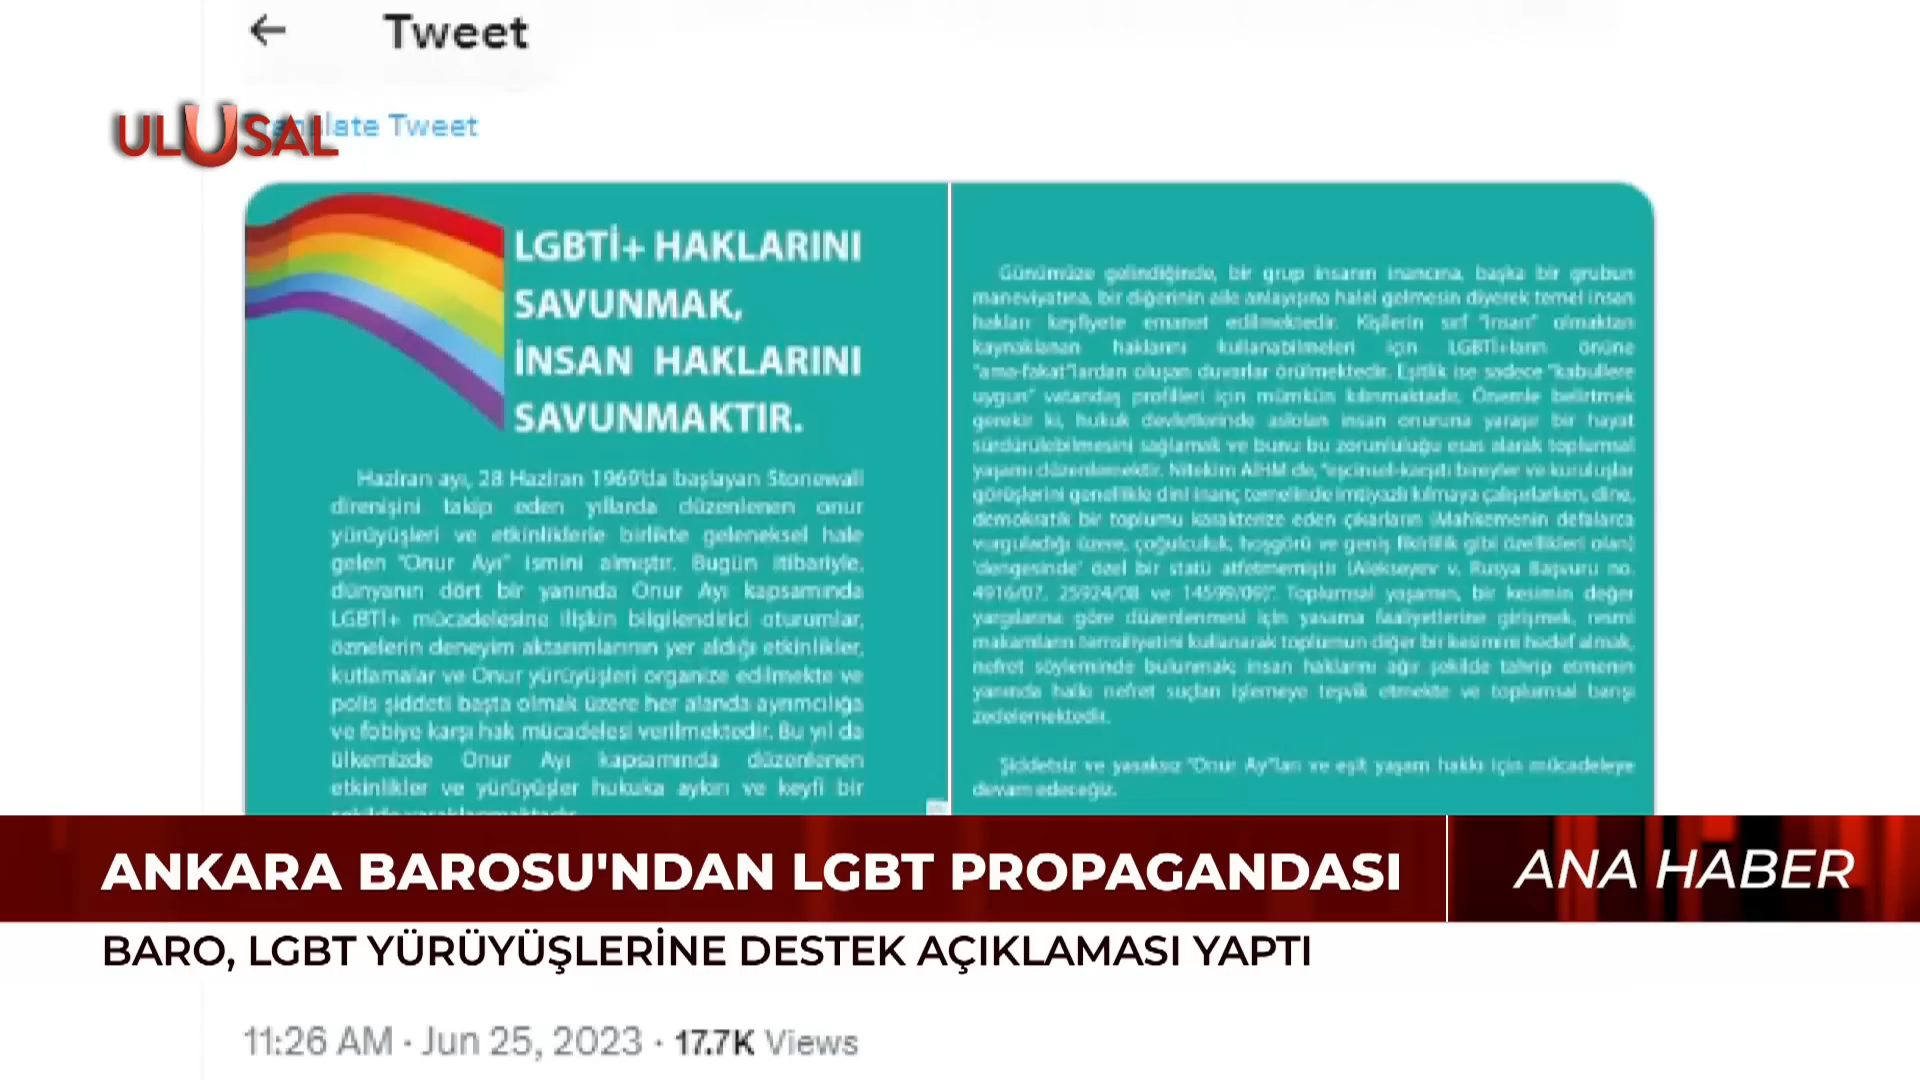 Tweet
ULUSAL
late Tweet
LGBTİ+ HAKLARINI
SAVUNMAK,
İNSAN HAKLARINI
SAVUNMAKTIR.
Haziran ayı, 28 Haziran 1969'da başlayan Stonewall
direnişini takip eden yıllarda düzenlenen onur
yürüyüşleri ve etkinliklerle birlikte geleneksel hale
gelen "Onur Ayı" ismini almıştır. Bugün itibariyle,
dünyanın dört bir yanında Onur Ayı kapsamında
LGBTİ+ mücadelesine ilişkin bilgilendirici oturumlar,
öznelerin deneyim aktarımlarının yer aldığı etkinlikler,
kutlamalar ve Onur yürüyüşleri organize edilmekte ve
polis şiddeti başta olmak üzere her alanda ayrımcılığa
ve fobiye karşı hak mücadelesi verilmektedir. Bu yıl da
ülkemizde Onur Ayı kapsamında düzenlenen
etkinlikler ve yürüyüşler hukuka aykırı ve keyfi bir
Günümüze gelindiğinde, bir grup insanın inancına, başka bir grubun
maneviyatına, bir diğerinin aile anlayışına halel gelmesin diyerek temel insan
hakları keyfiyete emanet edilmektedir. Kişilerin sırf "insan" olmaktan
kaynaklanan haklarını kullanabilmeleri için LGBTİ+ların önüne
"ama-fakat"lardan oluşan duvarlar örülmektedir. Eşitlik ise sadece "kabullere
uygun" vatandaş profilleri için mümkün kılınmaktadır. Önemle belirtmek
gerekir ki, hukuk devletlerinde aslolan insan onuruna yaraşır bir hayat
sürdürülebilmesini sağlamak ve bunu bu zorunluluğu esas alarak toplumsal
yaşamı düzenlemektir. Nitekim AİHM de, "eşcinsel-karşıtı bireyler ve kuruluşlar
görüşlerini genellikle dini inanç temelinde imtiyazlı kılmaya çalışırlarken, dine,
demokratik bir toplumu karakterize eden çıkarların (Mahkemenin defalarca
vurguladığı üzere, çoğulculuk, hoşgörü ve geniş fikirlilik gibi özellikleri olan)
'dengesinde' özel bir statü atfetmemiştir (Alekseyev v. Rusya Başvuru no.
4916/07, 25924/08 ve 14599/09)". Toplumsal yaşamın, bir kesimin değer
yargılarına göre düzenlenmesi için yasama faaliyetlerine girişmek, resmi
makamların temsiliyetini kullanarak toplumun diğer bir kesimini hedef almak,
nefret söyleminde bulunmak; insan haklarını ağır şekilde tahrip etmenin
yanında halkı nefret suçları işlemeye teşvik etmekte ve toplumsal barışı
zedelemektedir.
Şiddetsiz ve yasaksız "Onur Ay"ları ve eşit yaşam hakkı için mücadeleye
devam edeceğiz.
ANKARA BAROSU'NDAN LGBT PROPAGANDASI
ANA HABER
BARO, LGBT YÜRÜYÜŞLERİNE DESTEK AÇIKLAMASI YAPTI
11:26 AM · Jun 25, 2023 · 17.7K Views